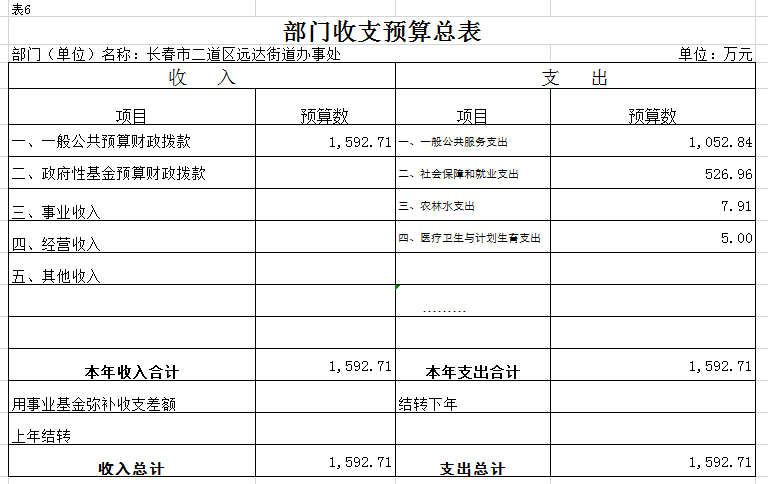 表6
部门收支预算总表
部门（单位）名称：长春市二道区远达街道办事处 单位：万元
收 入 支 出
项目 预算数 项目 预算数
一、一般公共预算财政拨款 1,592.71 一、一般公共服务支出 1,052.84
二、政府性基金预算财政拨款 二、社会保障和就业支出 526.96
三、事业收入 三、农林水支出 7.91
四、经营收入 四、医疗卫生与计划生育支出 5.00
五、其他收入
………
本年收入合计 1,592.71 本年支出合计 1,592.71
用事业基金弥补收支差额 结转下年
上年结转
收入总计 1,592.71 支出总计 1,592.71